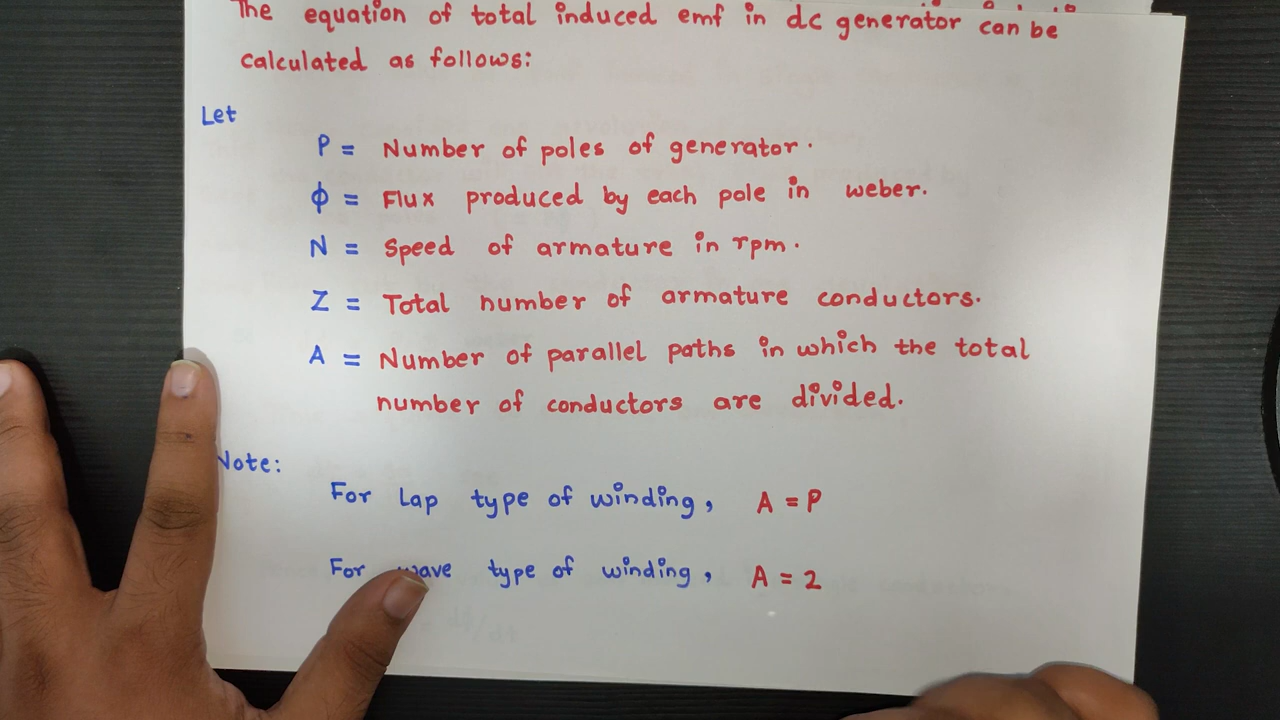 The equation of total induced emf in dc generator can be
calculated as follows:
Let
P = Number of poles of generator.
ϕ = Flux produced by each pole in weber.
N = Speed of armature in rpm.
Z = Total number of armature conductors.
A = Number of parallel paths in which the total
number of conductors are divided.
Note:
For Lap type of winding, A = P
For wave type of winding, A = 2